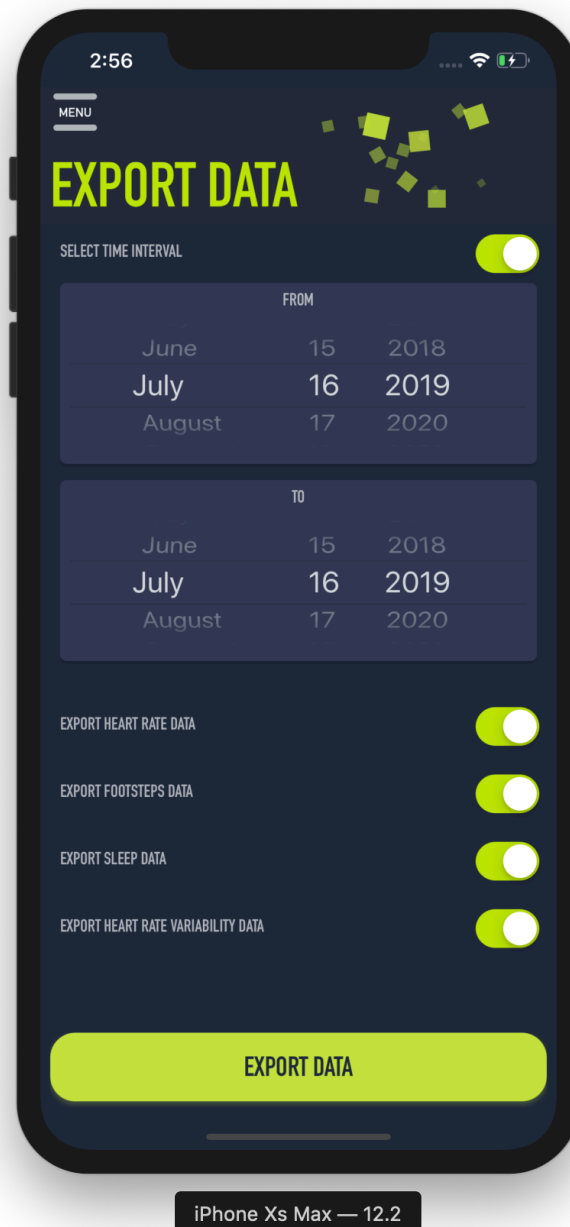 2:56
MENU
EXPORT DATA
SELECT TIME INTERVAL
FROM
June 15 2018
July 16 2019
August 17 2020
TO
June 15 2018
July 16 2019
August 17 2020
EXPORT HEART RATE DATA
EXPORT FOOTSTEPS DATA
EXPORT SLEEP DATA
EXPORT HEART RATE VARIABILITY DATA
EXPORT DATA
iPhone Xs Max — 12.2